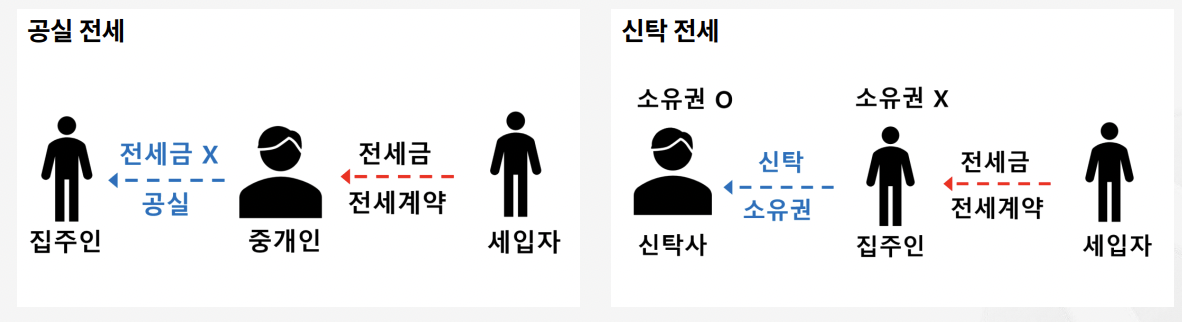 공실 전세
전세금 X
공실
전세금
전세계약
집주인
중개인
세입자
신탁 전세
소유권 O
소유권 X
신탁
소유권
전세금
전세계약
신탁사
집주인
세입자